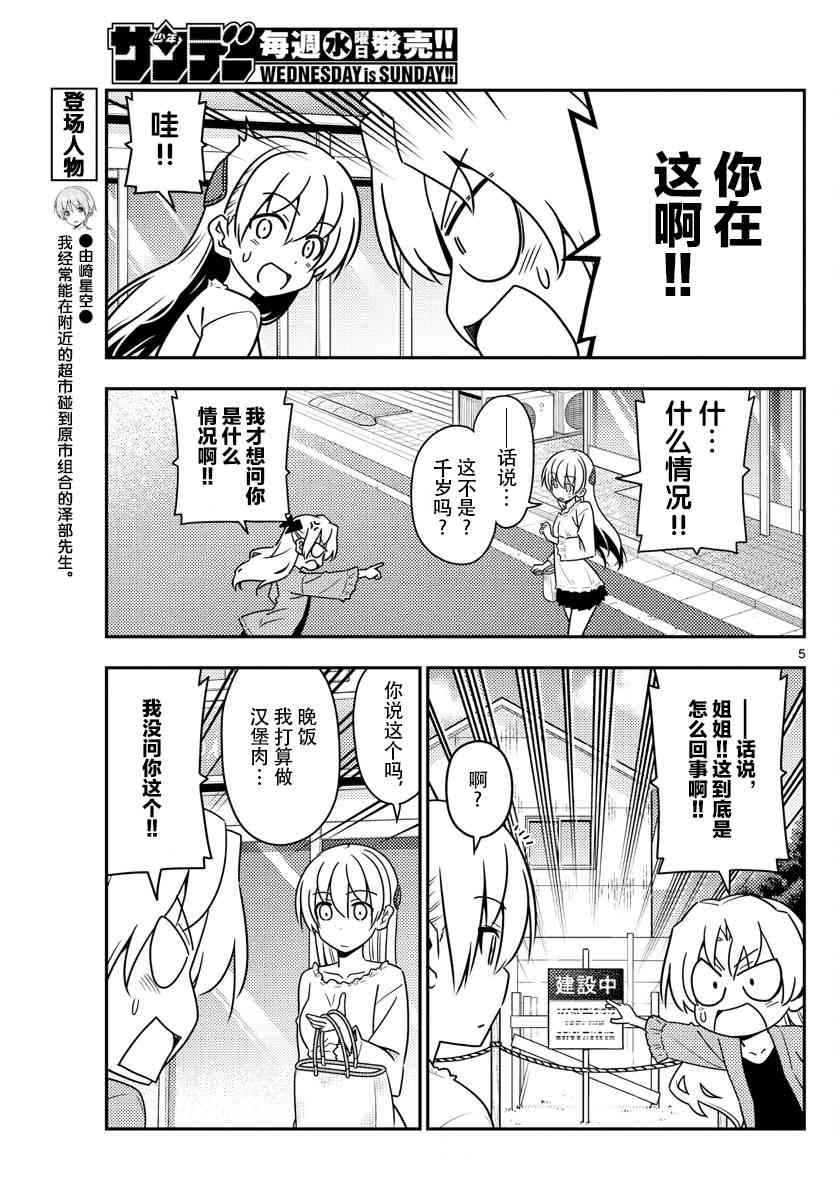 少年サンデー 毎週水曜日発売!!
WEDNESDAY is SUNDAY!!
登场人物
●由崎星空●
我经常能在附近的超市碰到原市组合的泽部先生。
你在
这啊!!
哇!!
什…
什么情况!!
——话说…
这不是
千岁吗?
我才想问你
是什么
情况啊!!
5
——话说,
姐姐!!这到底是
怎么回事啊!!
啊?
建設中
你说这个吗,
晚饭
我打算做
汉堡肉…
我没问你这个!!